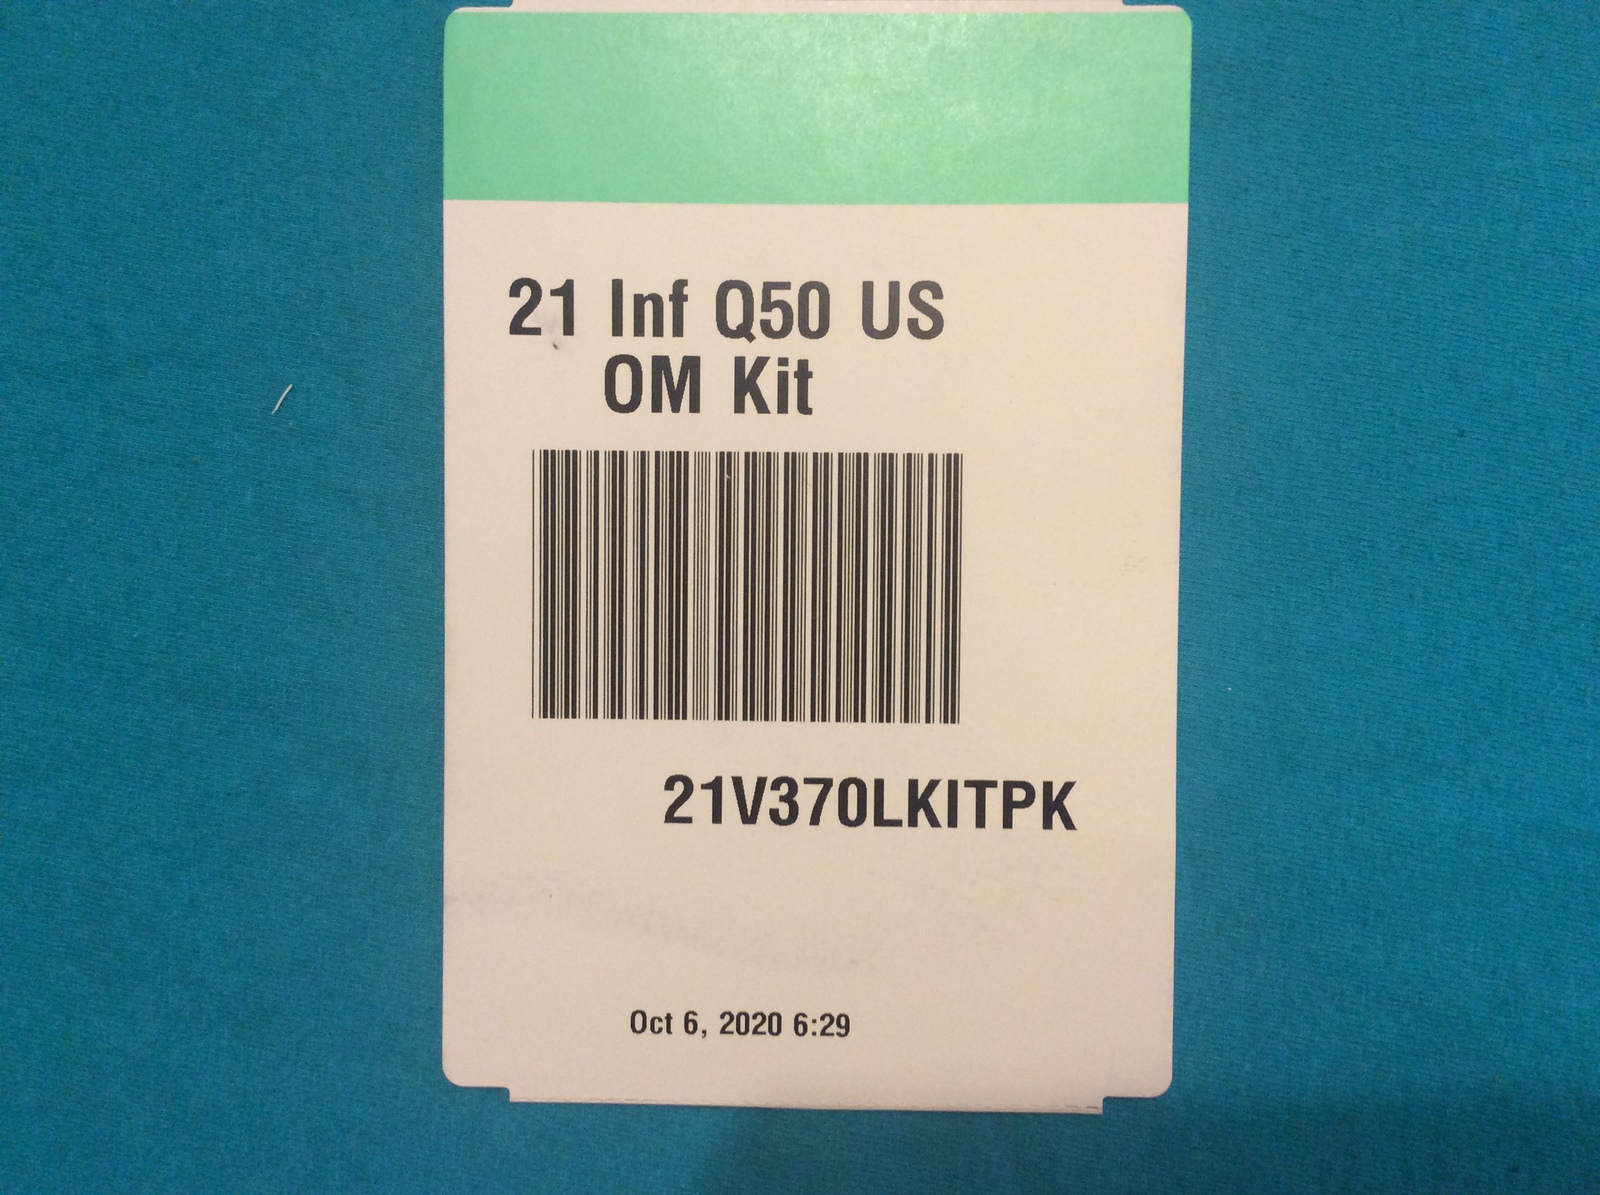 21 Inf Q50 US
OM Kit
21V370LKITPK
Oct 6, 2020 6:29